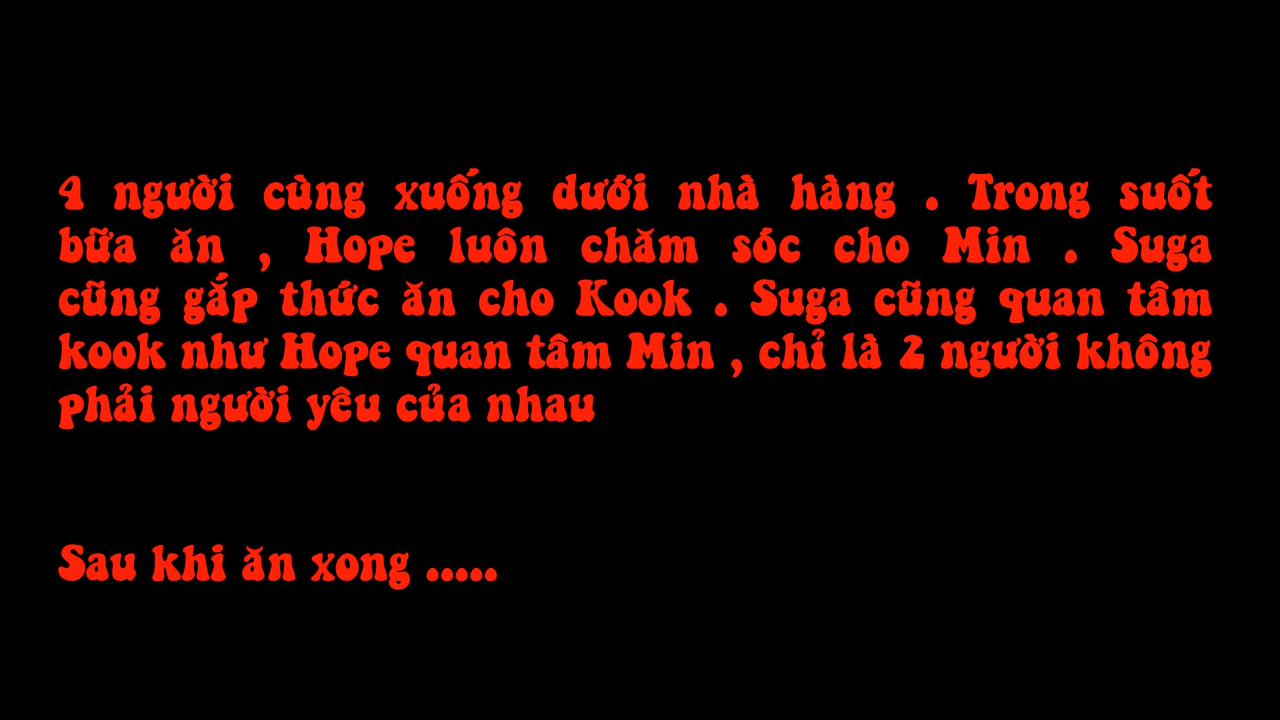 4 người cùng xuống dưới nhà hàng . Trong suốt
bữa ăn , Hope luôn chăm sóc cho Min . Suga
cũng gắp thức ăn cho Kook . Suga cũng quan tâm
kook như Hope quan tâm Min , chỉ là 2 người không
phải người yêu của nhau
Sau khi ăn xong .....